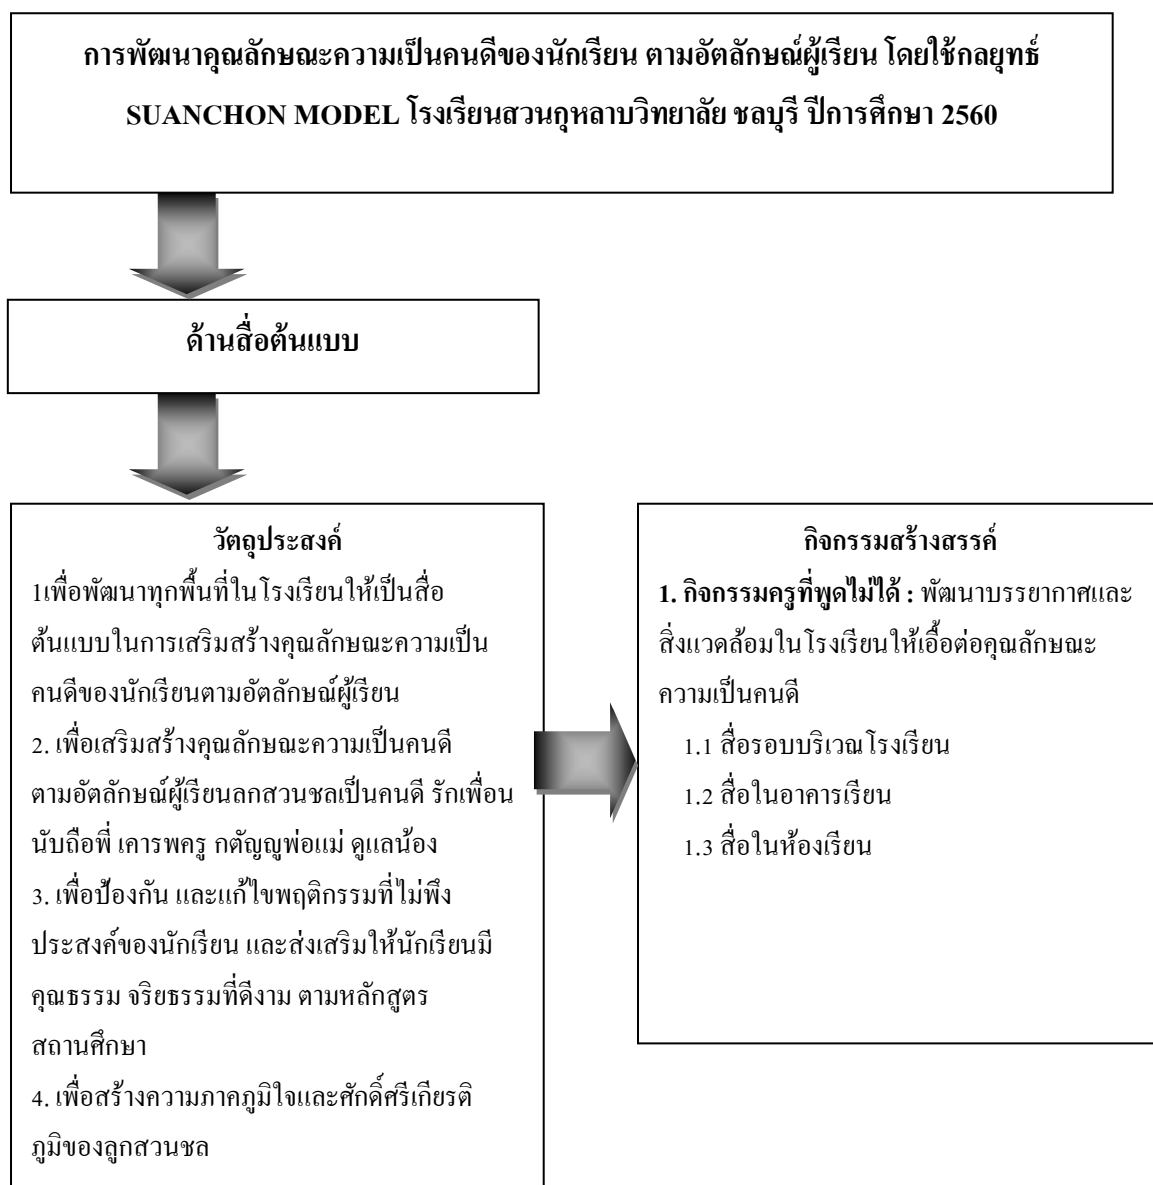 การพัฒนาคุณลักษณะความเป็นคนดีของนักเรียน ตามอัตลักษณ์ผู้เรียน โดยใช้กลยุทธ์
SUANCHON MODEL โรงเรียนสวนกุหลาบวิทยาลัย ชลบุรี ปีการศึกษา 2560
ด้านสื่อต้นแบบ
วัตถุประสงค์
1เพื่อพัฒนาทุกพื้นที่ในโรงเรียนให้เป็นสื่อ
ต้นแบบในการเสริมสร้างคุณลักษณะความเป็น
คนดีของนักเรียนตามอัตลักษณ์ผู้เรียน
2. เพื่อเสริมสร้างคุณลักษณะความเป็นคนดี
ตามอัตลักษณ์ผู้เรียนลกสวนชลเป็นคนดี รักเพื่อน
นับถือพี่ เคารพครู กตัญญูพ่อแม่ ดูแลน้อง
3. เพื่อป้องกัน และแก้ไขพฤติกรรมที่ไม่พึง
ประสงค์ของนักเรียน และส่งเสริมให้นักเรียนมี
คุณธรรม จริยธรรมที่ดีงาม ตามหลักสูตร
สถานศึกษา
4. เพื่อสร้างความภาคภูมิใจและศักดิ์ศรีเกียรติ
ภูมิของลูกสวนชล
กิจกรรมสร้างสรรค์
1. กิจกรรมครูที่พูดไม่ได้ : พัฒนาบรรยากาศและ
สิ่งแวดล้อมในโรงเรียนให้เอื้อต่อคุณลักษณะ
ความเป็นคนดี
1.1 สื่อรอบบริเวณโรงเรียน
1.2 สื่อในอาคารเรียน
1.3 สื่อในห้องเรียน